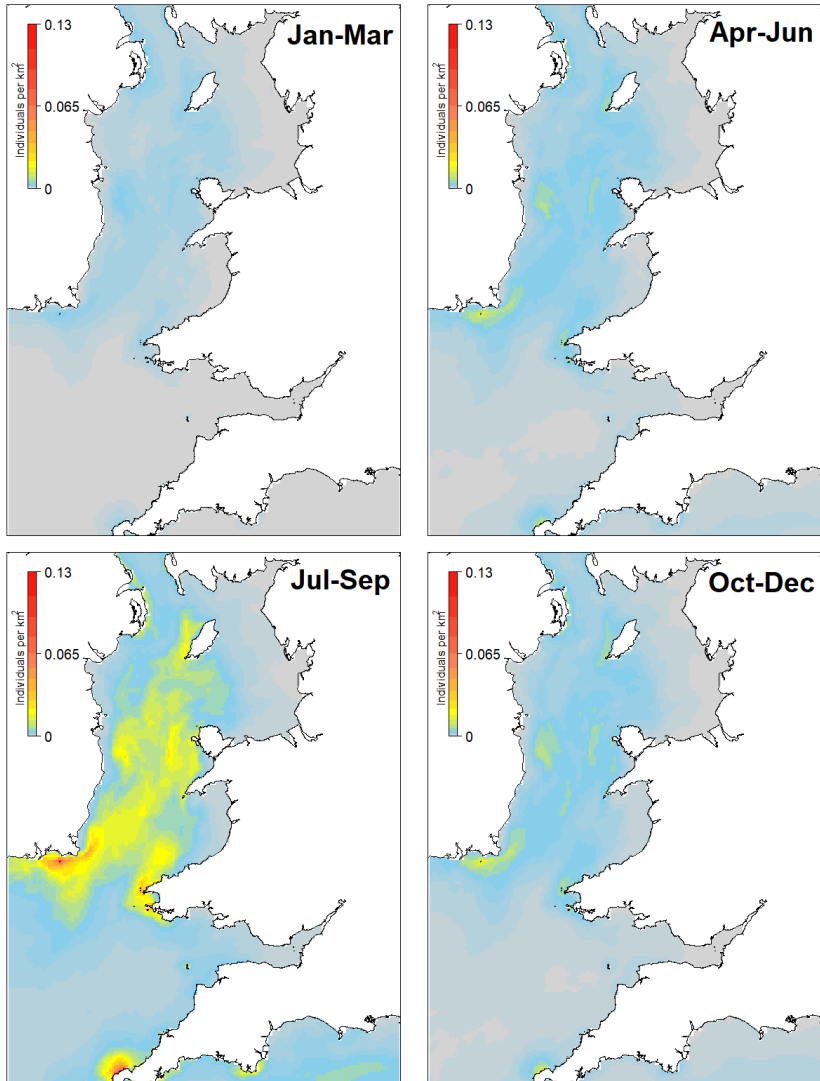 0.13
Jan-Mar
Individuals per km²
0.065
0
0.13
Apr-Jun
Individuals per km²
0.065
0
0.13
Jul-Sep
Individuals per km²
0.065
0
0.13
Oct-Dec
Individuals per km²
0.065
0